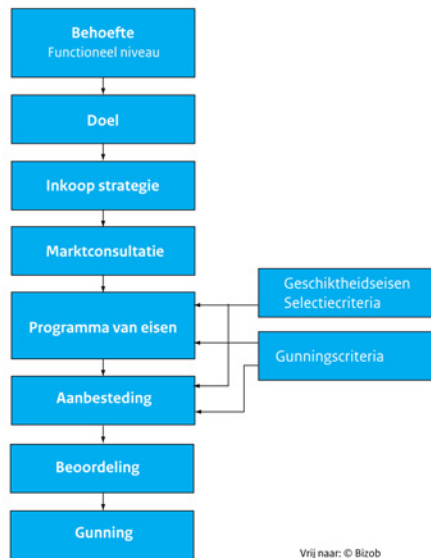 Behoefte
Functioneel niveau
Doel
Inkoop strategie
Marktconsultatie
Geschiktheidseisen
Selectiecriteria
Programma van eisen
Gunningscriteria
Aanbesteding
Beoordeling
Gunning
Vrij naar: © Bizob